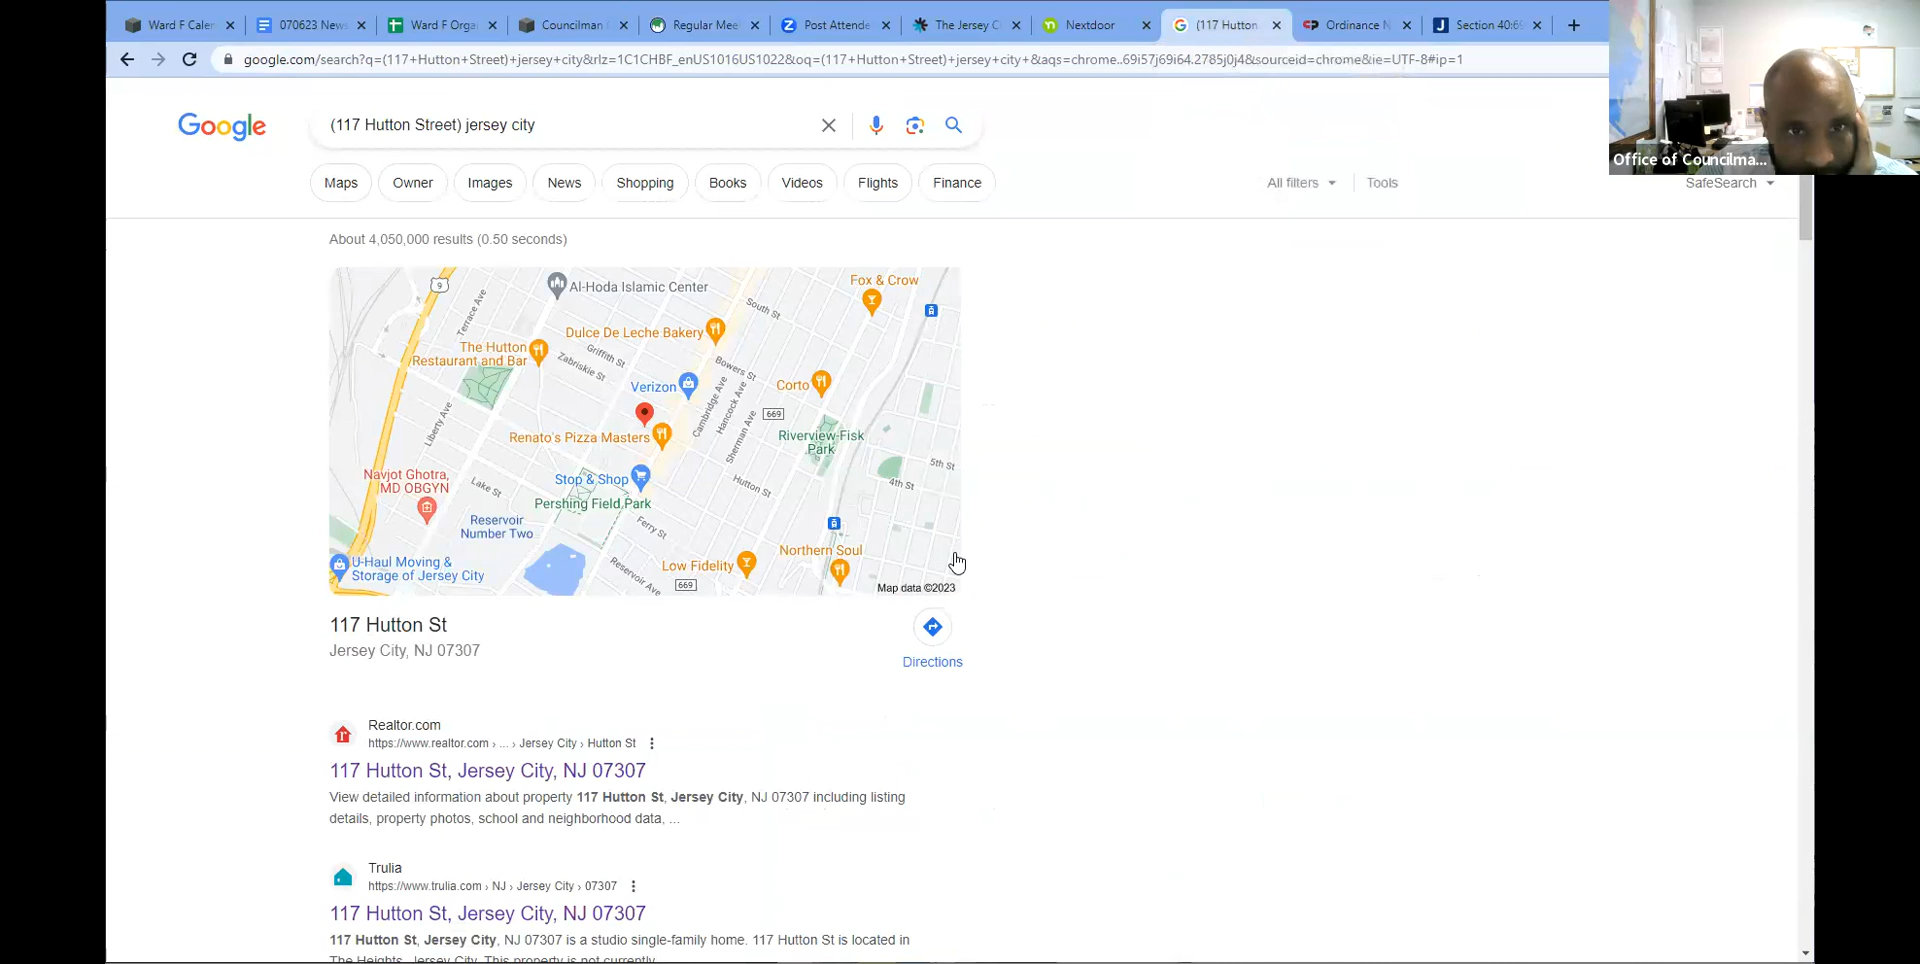 Ward F Caler
070623 News
Ward F Orga
Councilman
Regular Mee
Post Attende
The Jersey C
Nextdoor
(117 Hutton
Ordinance N
Section 40:6
google.com/search?q=(117+Hutton+Street)+jersey+city&rlz=1C1CHBF_enUS1016US1022&oq=(117+Hutton+Street)+jersey+city+&aqs=chrome..69i57j69i64.2785j0j4&sourceid=chrome&ie=UTF-8#ip=1
Office of Councilma...
Google
(117 Hutton Street) jersey city
Maps
Owner
Images
News
Shopping
Books
Videos
Flights
Finance
All filters
Tools
SafeSearch
About 4,050,000 results (0.50 seconds)
9
Al-Hoda Islamic Center
Fox & Crow
Terrace Ave
South St
Dulce De Leche Bakery
The Hutton
Restaurant and Bar
Griffith St
Zabriskie St
Bowers St
Verizon
Corto
Cambridge Ave
Hancock Ave
669
Liberty Ave
Renato's Pizza Masters
Sherman Ave
Riverview-Fisk
Park
5th St
Navjot Ghotra,
MD OBGYN
Stop & Shop
Lake St
Hutton St
4th St
Pershing Field Park
Reservoir
Number Two
Ferry St
Northern Soul
U-Haul Moving &
Storage of Jersey City
Reservoir Ave
Low Fidelity
669
Map data ©2023
117 Hutton St
Jersey City, NJ 07307
Directions
Realtor.com
https://www.realtor.com › ... › Jersey City › Hutton St
117 Hutton St, Jersey City, NJ 07307
View detailed information about property 117 Hutton St, Jersey City, NJ 07307 including listing
details, property photos, school and neighborhood data, ...
Trulia
https://www.trulia.com › NJ › Jersey City › 07307
117 Hutton St, Jersey City, NJ 07307
117 Hutton St, Jersey City, NJ 07307 is a studio single-family home. 117 Hutton St is located in
The Heights, Jersey City. This property is not currently